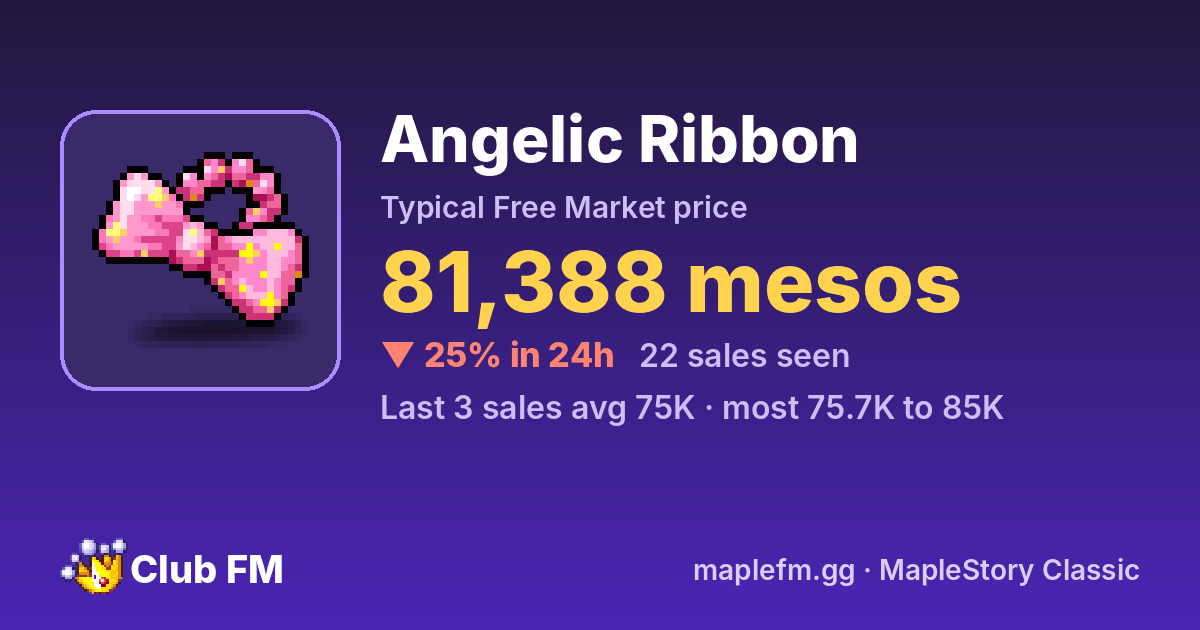 Angelic Ribbon
Typical Free Market price
81,388 mesos
▼ 25% in 24h 22 sales seen
Last 3 sales avg 75K · most 75.7K to 85K
Club FM
maplefm.gg · MapleStory Classic